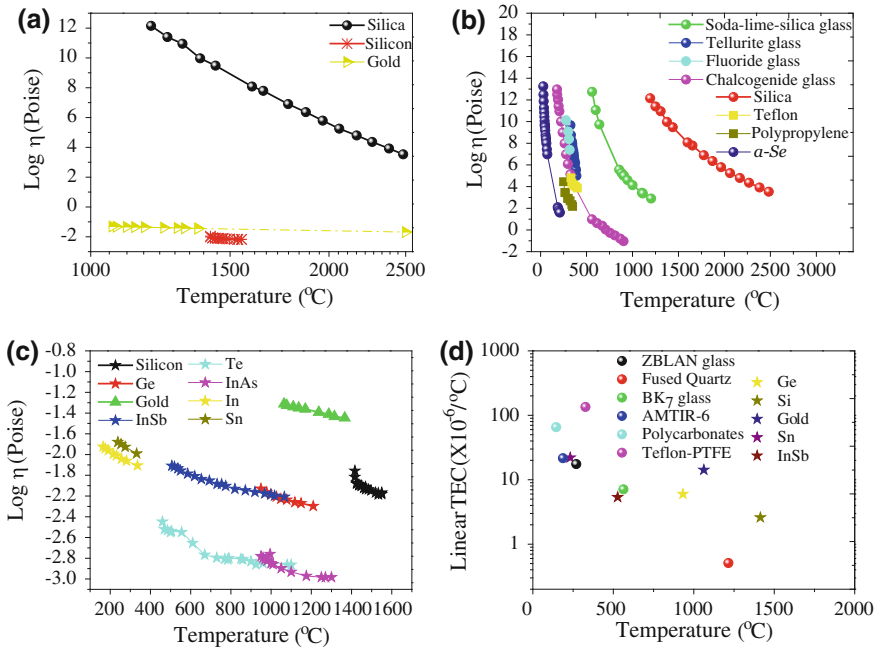 (a)
Log η (Poise)
12
10
8
6
4
2
0
-2
1000
1500
2000
2500
Temperature (⁰C)
Silica
Silicon
Gold
(b)
Log η (Poise)
20
18
16
14
12
10
8
6
4
2
0
-2
0
500
1000
1500
2000
2500
3000
Temperature (⁰C)
Soda-lime-silica glass
Tellurite glass
Fluoride glass
Chalcogenide glass
Silica
Teflon
Polypropylene
a-Se
(c)
Log η (Poise)
-0.8
-1.0
-1.2
-1.4
-1.6
-1.8
-2.2
-2.4
-2.6
-2.8
-3.0
200
400
600
800
1000
1200
1400
1600
Temperature (⁰C)
Silicon
Ge
Gold
InSb
Te
InAs
In
Sn
(d)
Linear TEC (X10⁻⁶/⁰C)
1000
100
10
1
0
500
1000
1500
2000
Temperature (⁰C)
ZBLAN glass
Fused Quartz
BK₇ glass
AMTIR-6
Polycarbonates
Teflon-PTFE
Ge
Si
Gold
Sn
InSb